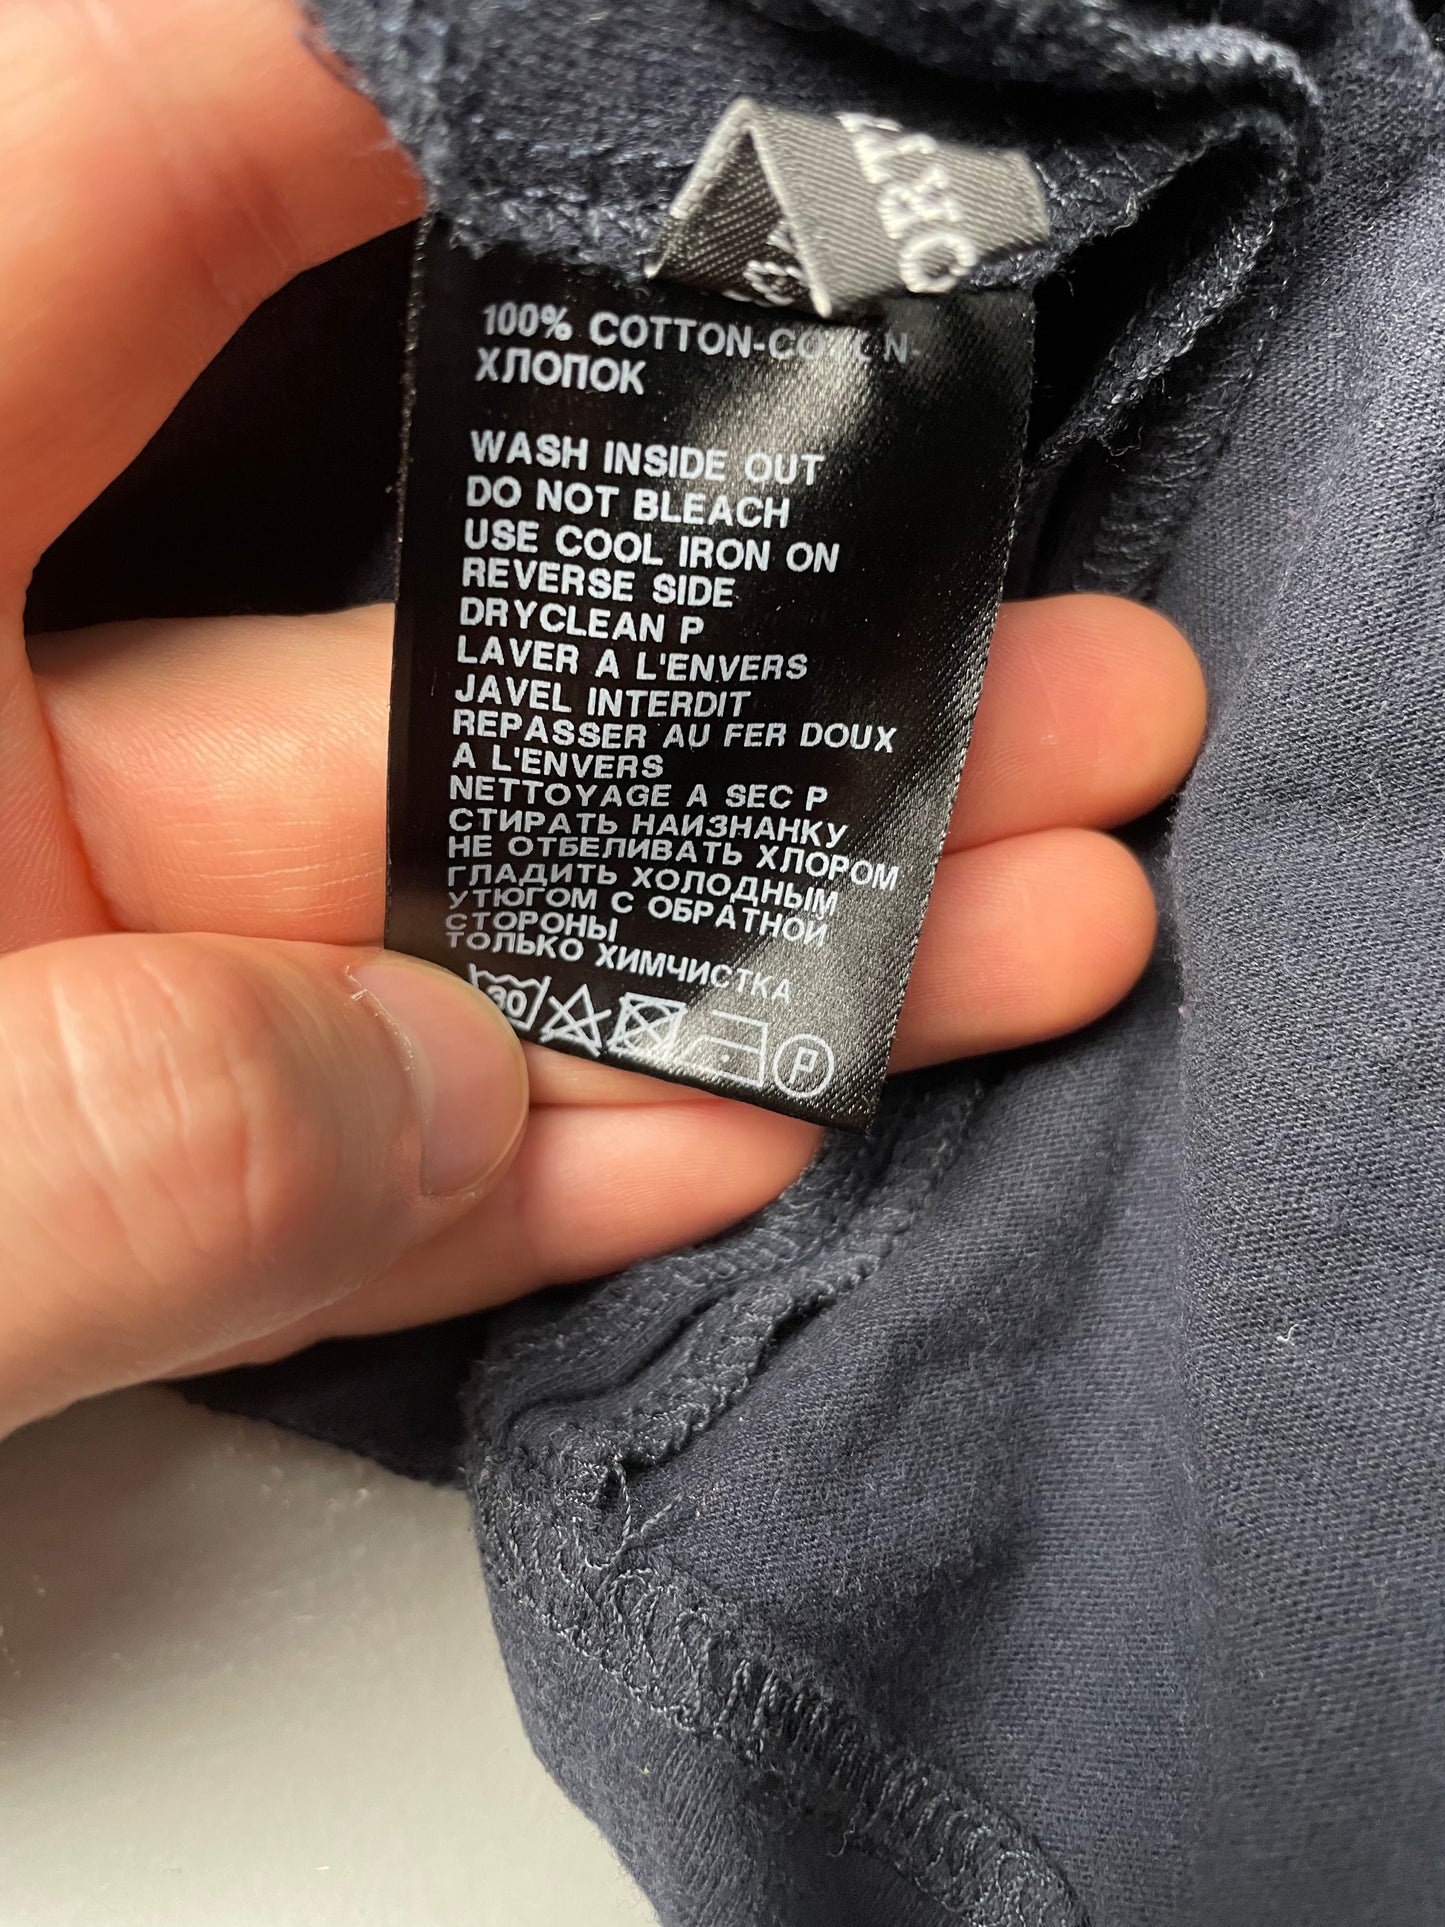 100% COTTON-COTON-
ХЛОПОК
WASH INSIDE OUT
DO NOT BLEACH
USE COOL IRON ON
REVERSE SIDE
DRYCLEAN P
LAVER A L'ENVERS
JAVEL INTERDIT
REPASSER AU FER DOUX
A L'ENVERS
NETTOYAGE A SEC P
СТИРАТЬ НАИЗНАНКУ
НЕ ОТБЕЛИВАТЬ ХЛОРОМ
ГЛАДИТЬ ХОЛОДНЫМ
УТЮГОМ С ОБРАТНОЙ
СТОРОНЫ
ТОЛЬКО ХИМЧИСТКА
30 P